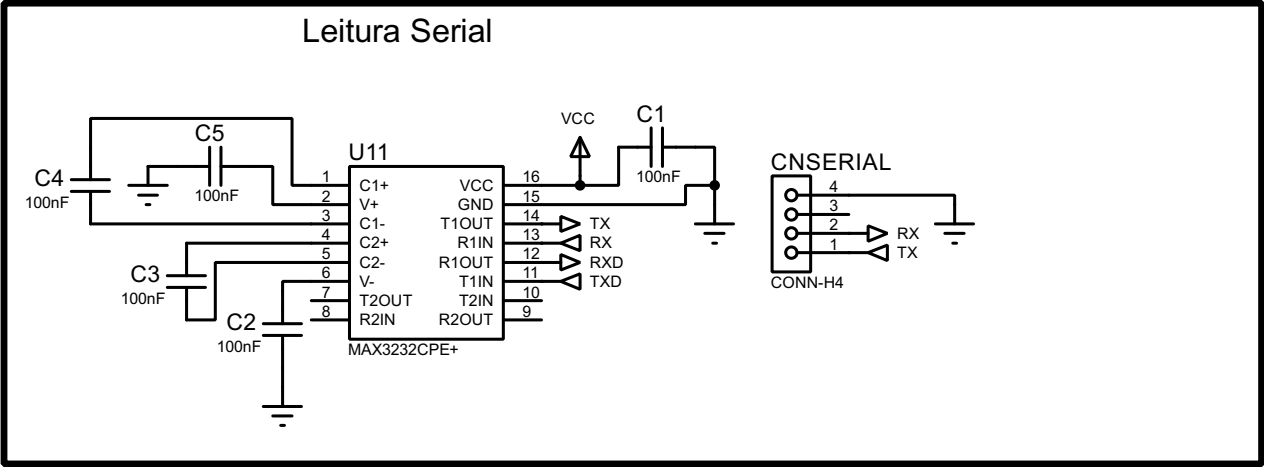 Leitura Serial
C4
100nF
C5
100nF
C3
100nF
C2
100nF
U11
1 C1+ VCC 16
2 V+ GND 15
3 C1- T1OUT 14 TX
4 C2+ R1IN 13 RX
5 C2- R1OUT 12 RXD
6 V- T1IN 11 TXD
7 T2OUT T2IN 10
8 R2IN R2OUT 9
MAX3232CPE+
VCC
C1
100nF
CNSERIAL
4
3
2 RX
1 TX
CONN-H4